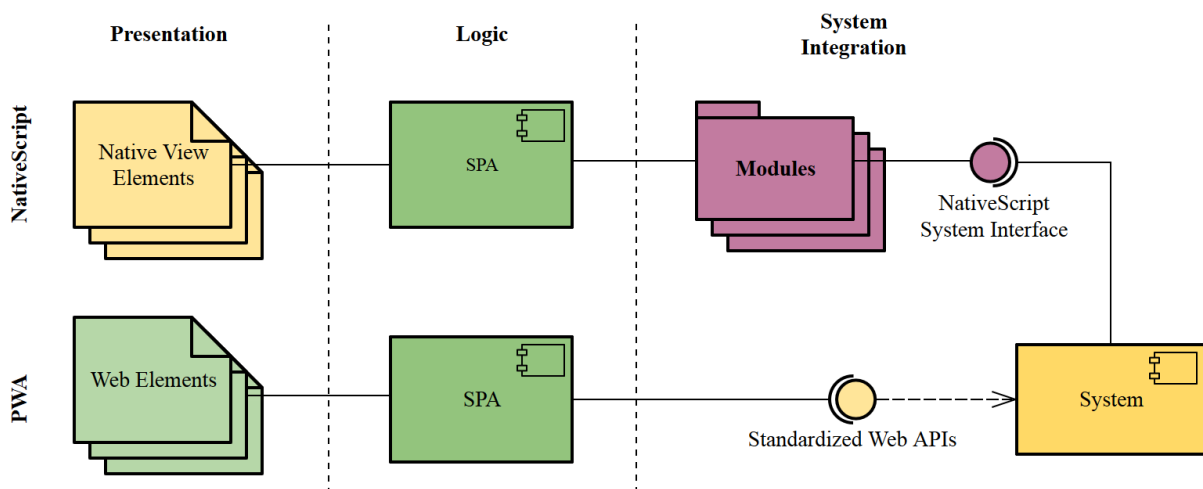 Presentation
Logic
System
Integration
NativeScript
Native View
Elements
SPA
Modules
NativeScript
System Interface
PWA
Web Elements
SPA
Standardized Web APIs
System